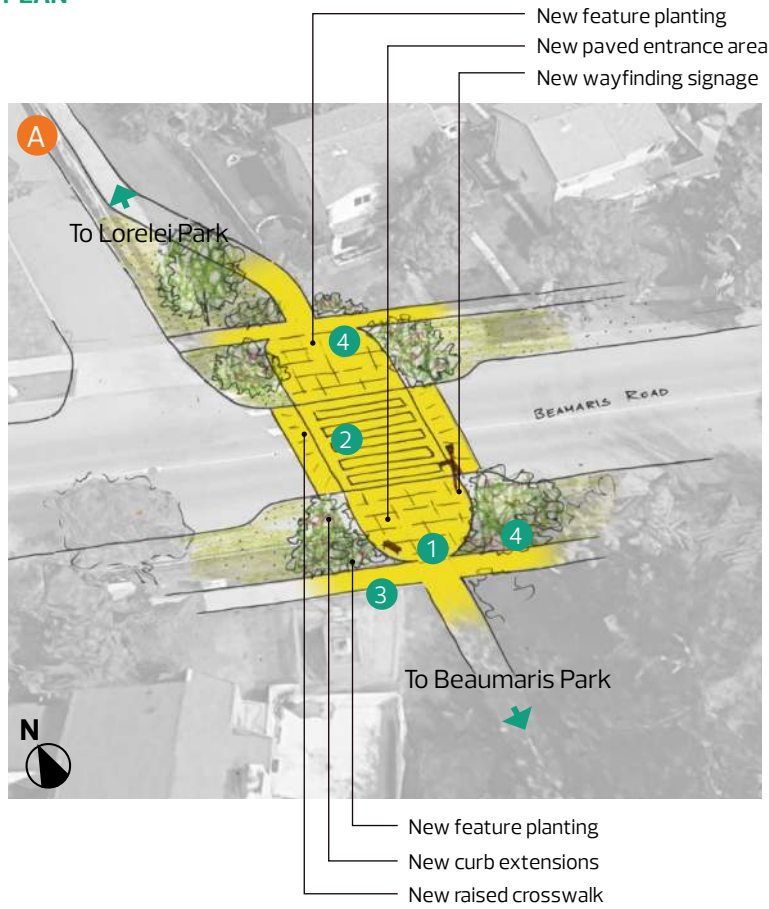 PLAN
New feature planting
New paved entrance area
New wayfinding signage
A
To Lorelei Park
4
BEAMARIS ROAD
2
1
4
3
To Beaumaris Park
N
New feature planting
New curb extensions
New raised crosswalk